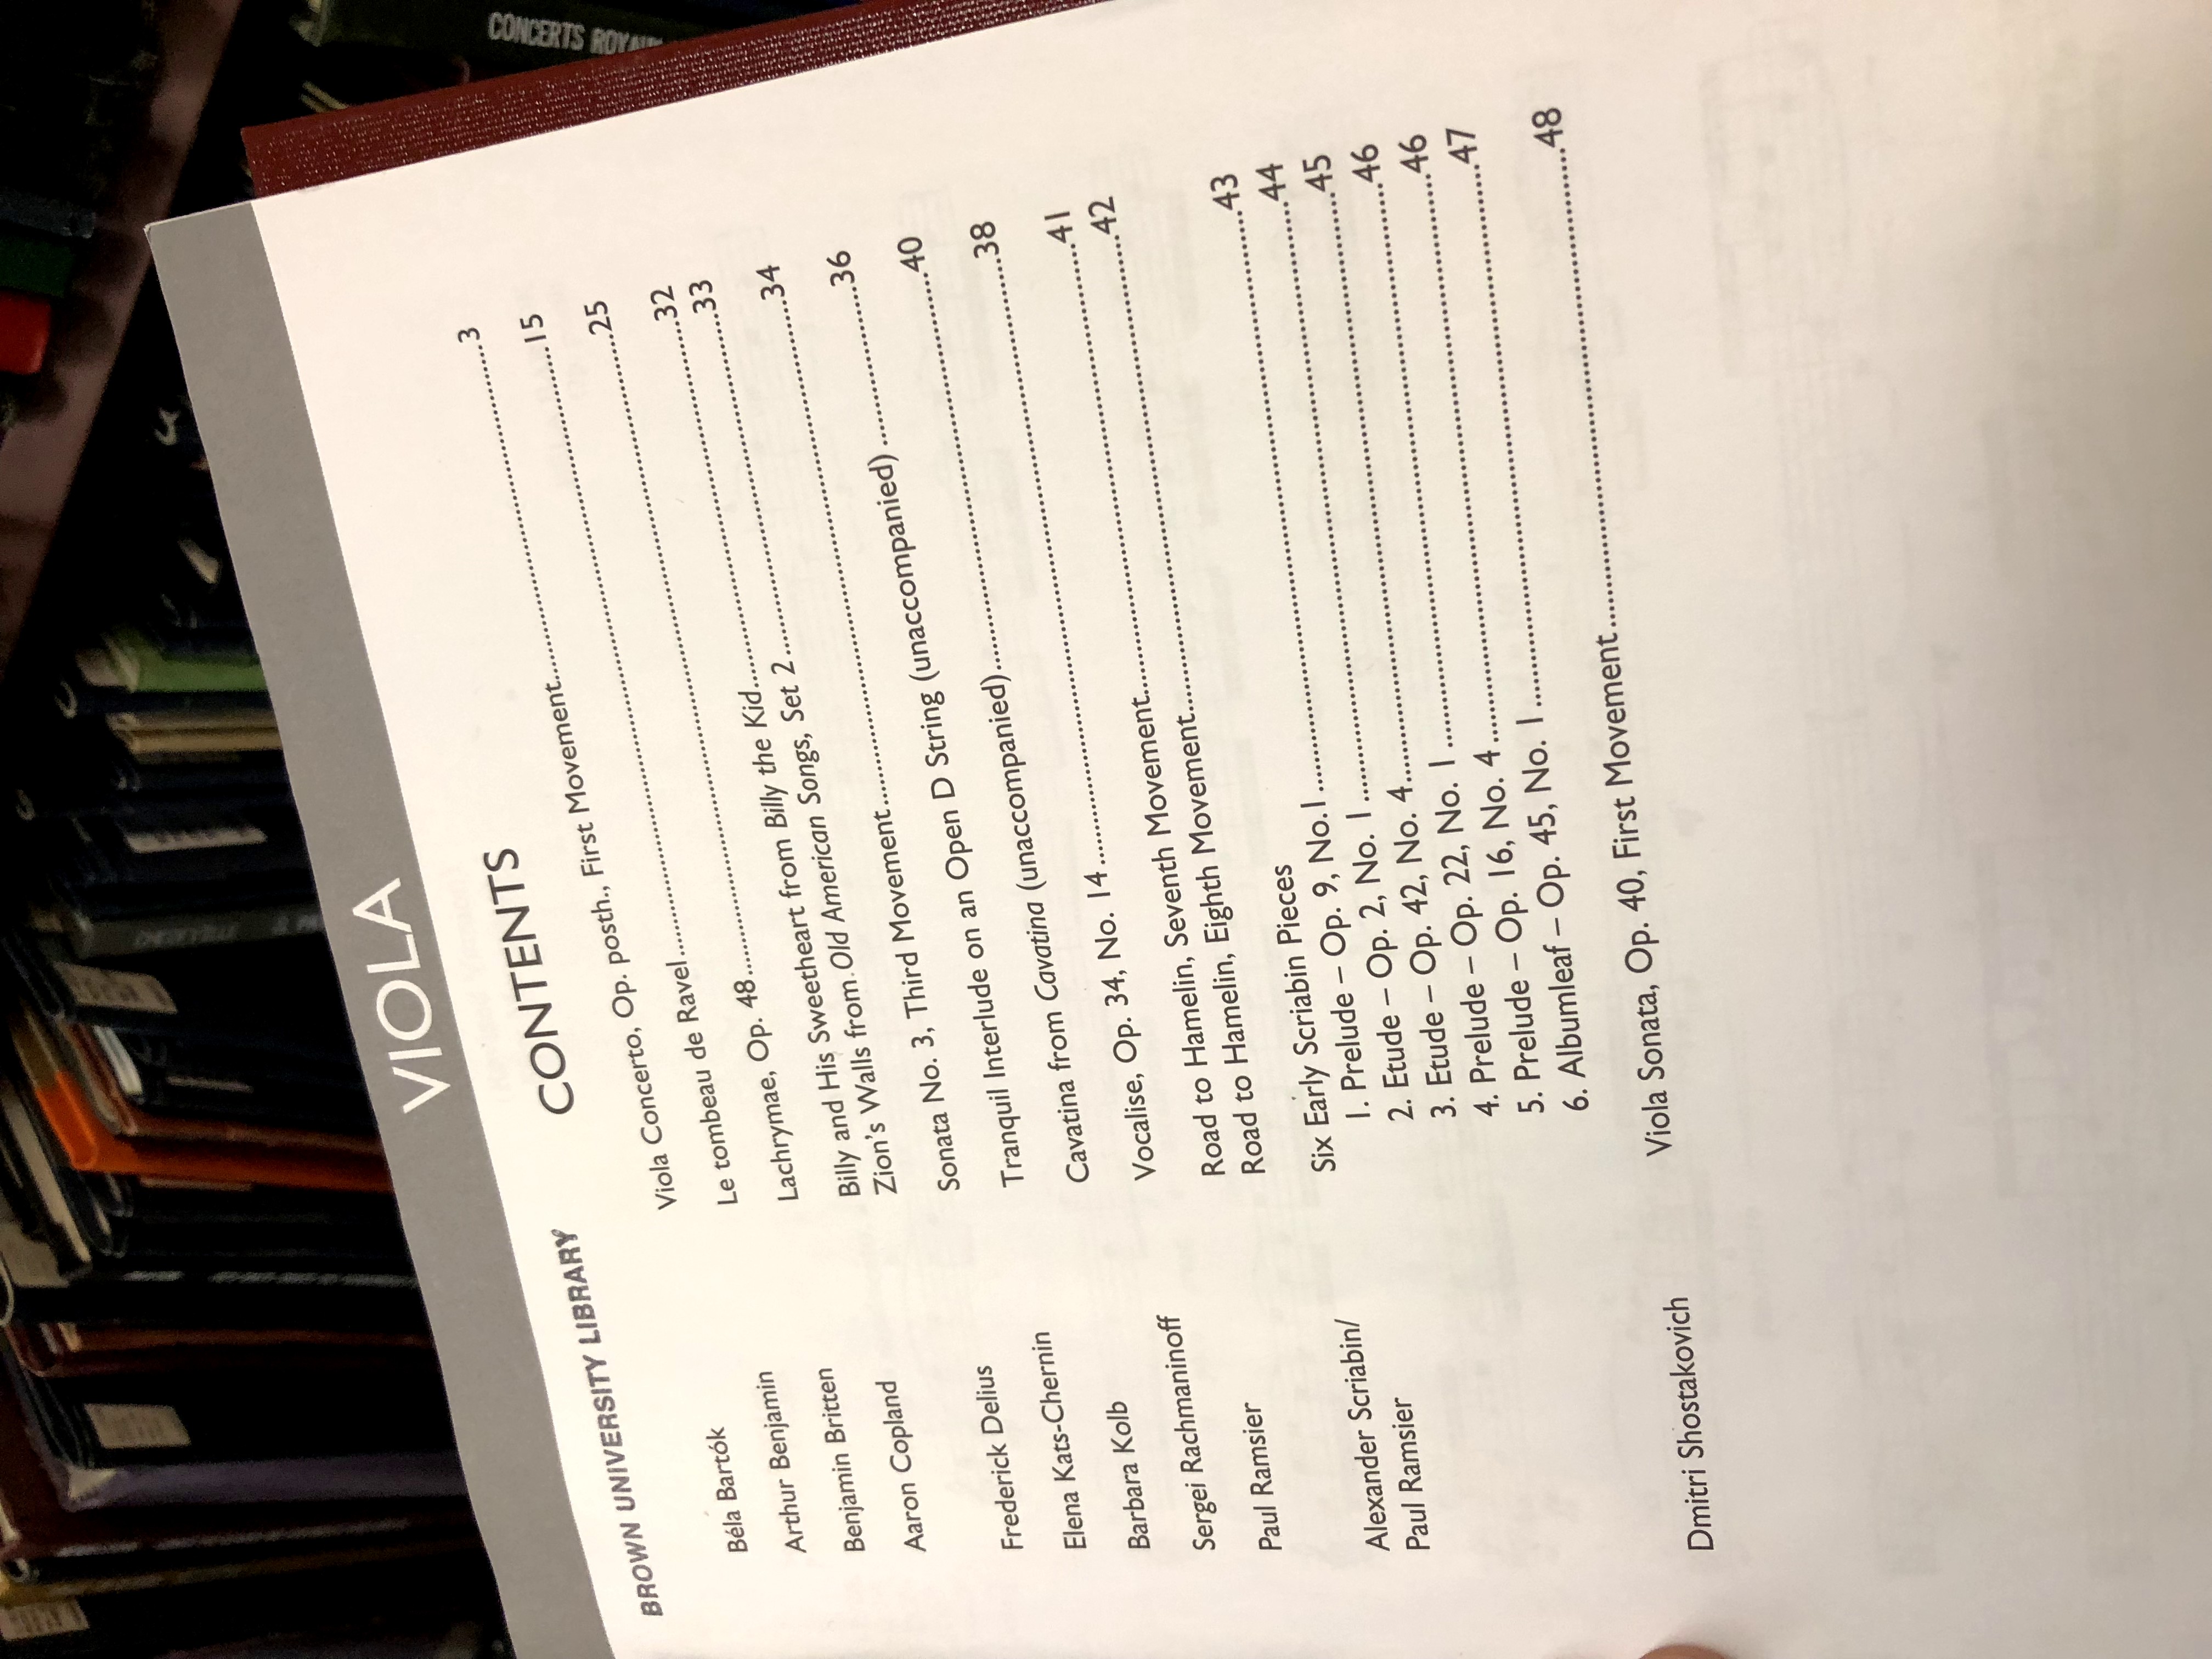 VIOLA
CONTENTS
BROWN UNIVERSITY LIBRARY
Béla Bartók Viola Concerto, Op. posth., First Movement 3
Arthur Benjamin Le tombeau de Ravel 15
Benjamin Britten Lachrymae, Op. 48 25
Aaron Copland Billy and His Sweetheart from Billy the Kid 32
Zion's Walls from Old American Songs, Set 2 33
Frederick Delius Sonata No. 3, Third Movement 34
Elena Kats-Chernin Tranquil Interlude on an Open D String (unaccompanied) 36
Barbara Kolb Cavatina from Cavatina (unaccompanied) 40
Sergei Rachmaninoff Vocalise, Op. 34, No. 14 38
Paul Ramsier Road to Hamelin, Seventh Movement 41
Road to Hamelin, Eighth Movement 42
Alexander Scriabin/ Six Early Scriabin Pieces
Paul Ramsier 1. Prelude – Op. 9, No.1 43
2. Etude – Op. 2, No. 1 44
3. Etude – Op. 42, No. 4 45
4. Prelude – Op. 22, No. 1 46
5. Prelude – Op. 16, No. 4 46
6. Albumleaf – Op. 45, No. 1 47
Dmitri Shostakovich Viola Sonata, Op. 40, First Movement 48
CONCERTS